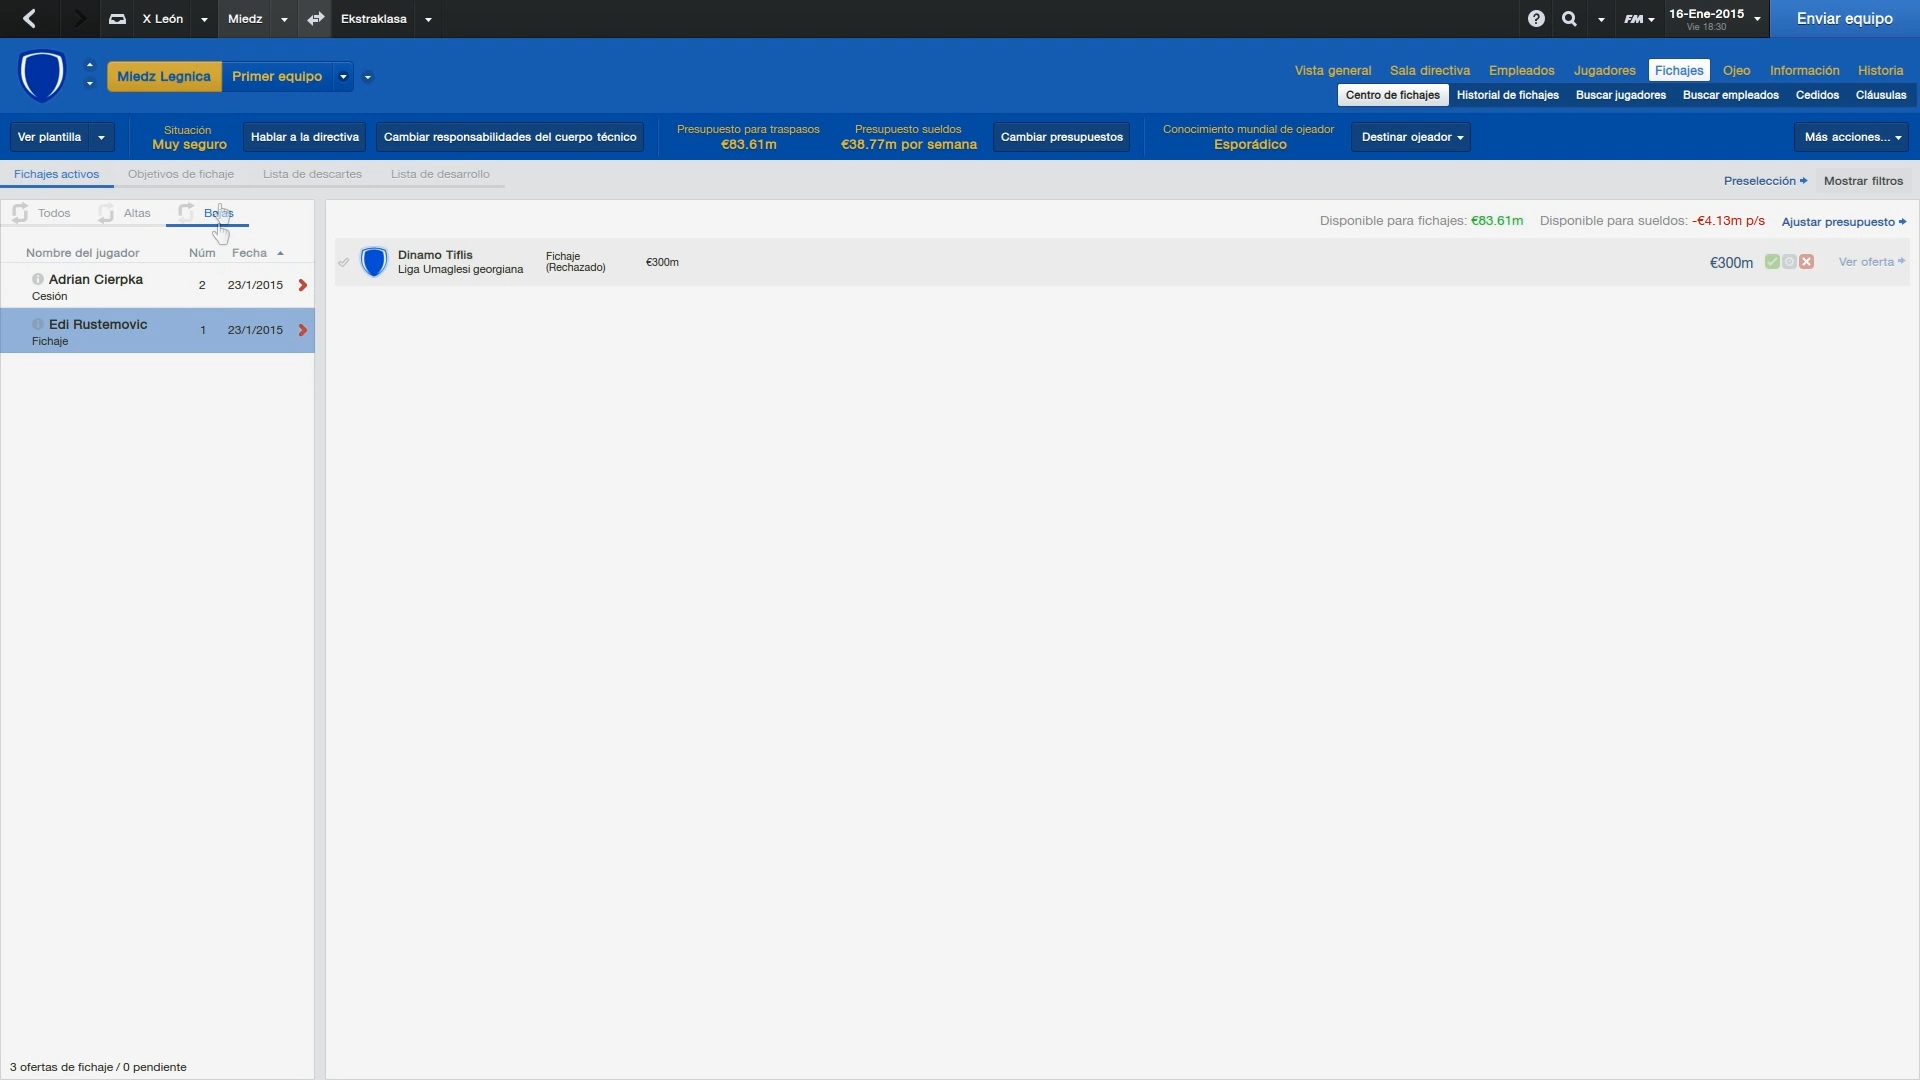 X León
Miedz
Ekstraklasa
FM
16-Ene-2015
Vie 18:30
Enviar equipo
Miedz Legnica
Primer equipo
Vista general
Sala directiva
Empleados
Jugadores
Fichajes
Ojeo
Información
Historia
Centro de fichajes
Historial de fichajes
Buscar jugadores
Buscar empleados
Cedidos
Cláusulas
Ver plantilla
Situación
Muy seguro
Hablar a la directiva
Cambiar responsabilidades del cuerpo técnico
Presupuesto para traspasos
€83.61m
Presupuesto sueldos
€38.77m por semana
Cambiar presupuestos
Conocimiento mundial de ojeador
Esporádico
Destinar ojeador
Más acciones...
Fichajes activos
Objetivos de fichaje
Lista de descartes
Lista de desarrollo
Preselección
Mostrar filtros
Todos
Altas
Bajas
Disponible para fichajes: €83.61m
Disponible para sueldos: -€4.13m p/s
Ajustar presupuesto
Nombre del jugador
Núm
Fecha
Adrian Cierpka
Cesión
2
23/1/2015
Edi Rustemovic
Fichaje
1
23/1/2015
Dinamo Tiflis
Liga Umaglesi georgiana
Fichaje
(Rechazado)
€300m
€300m
Ver oferta
3 ofertas de fichaje / 0 pendiente